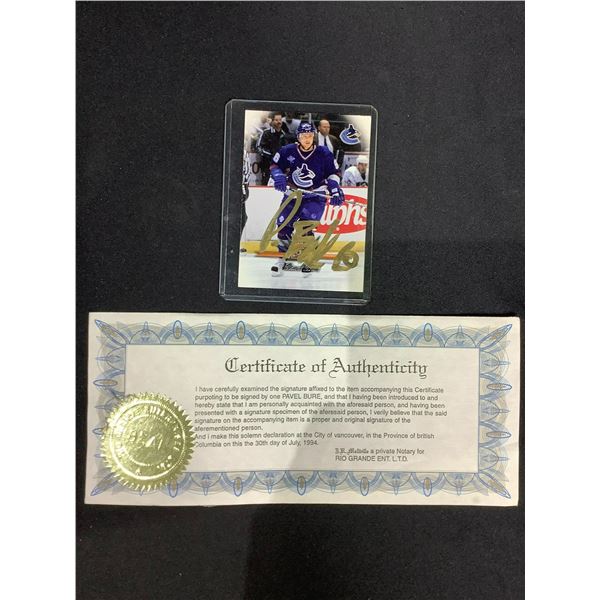 phs
Certificate of Authenticity
I have carefully examined the signature affixed to the item accompanying this Certificate
purpoting to be signed by one PAVEL BURE, and that I having been introduced to and
hereby state that I am personally acquainted with the aforesaid person, and having been
presented with a signature specimen of the aforesaid person, I verily believe that the said
signature on the accompanying item is a proper and original signature of the
aferementioned person.
And i make this solemn declaration at the City of vancouver, in the Province of british
Columbia on this the 30th day of July, 1994.
a private Notary for
RIO GRANDE ENT. L.T.D.